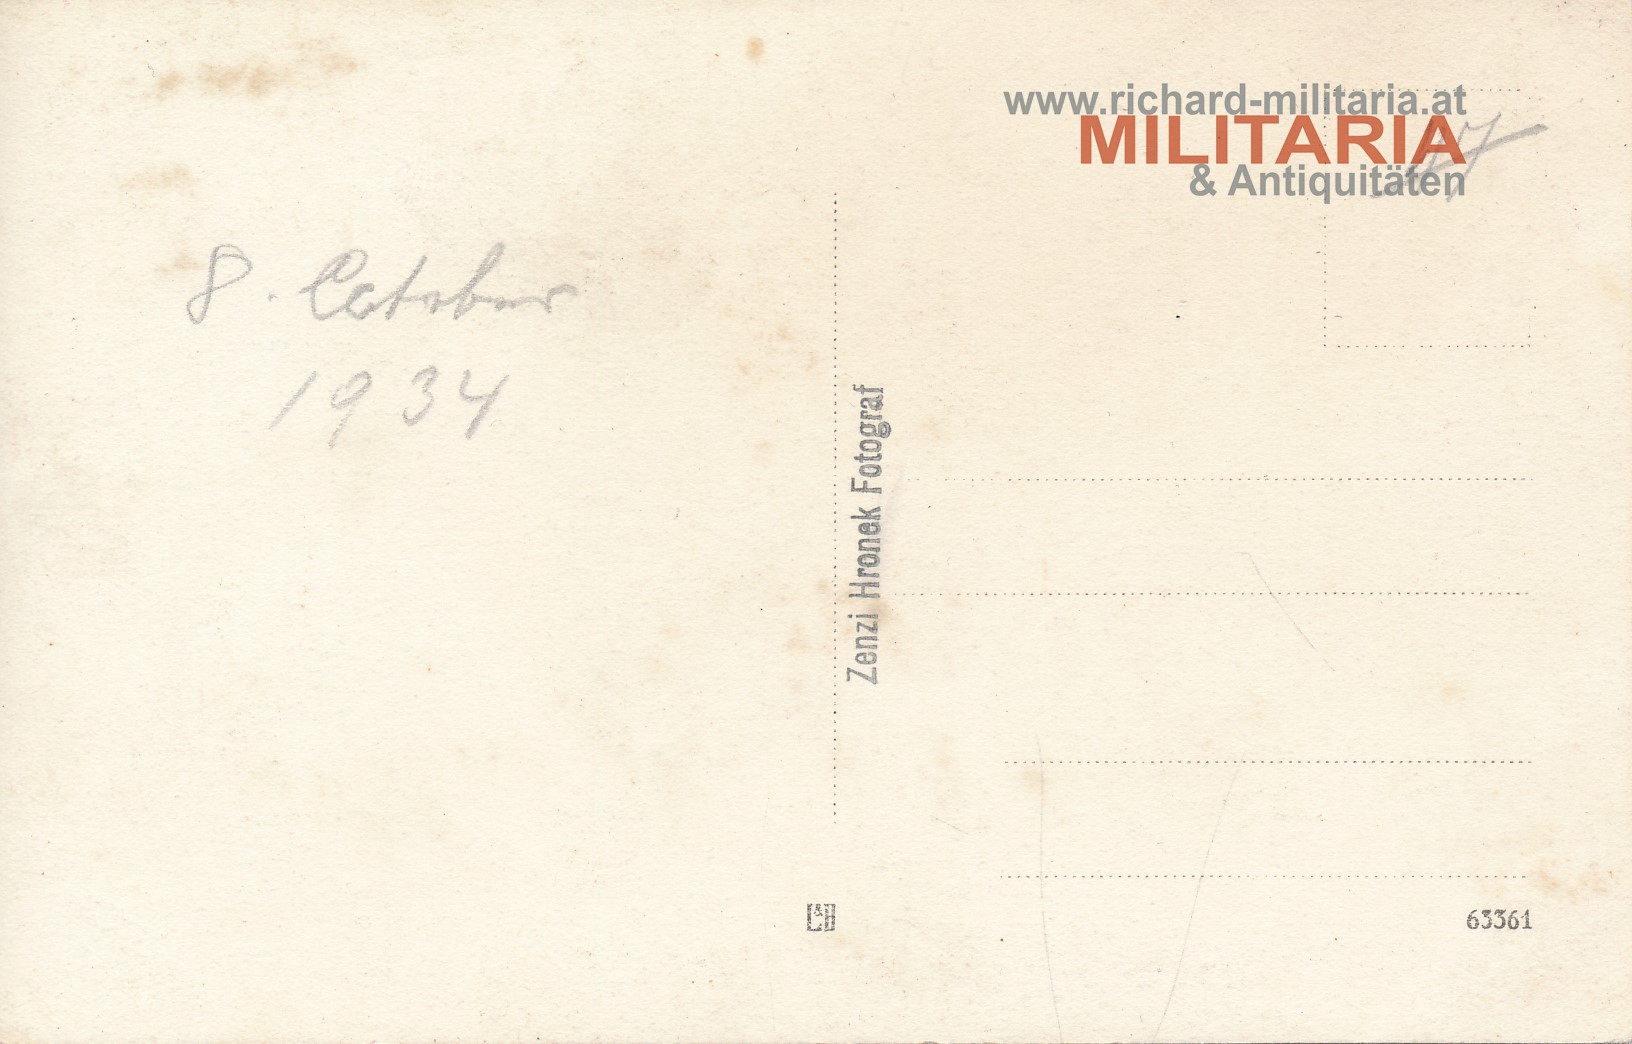 www.richard-militaria.at
MILITARIA
& Antiquitäten
8. October
1934
Zenzi Hronek Fotograf
63361